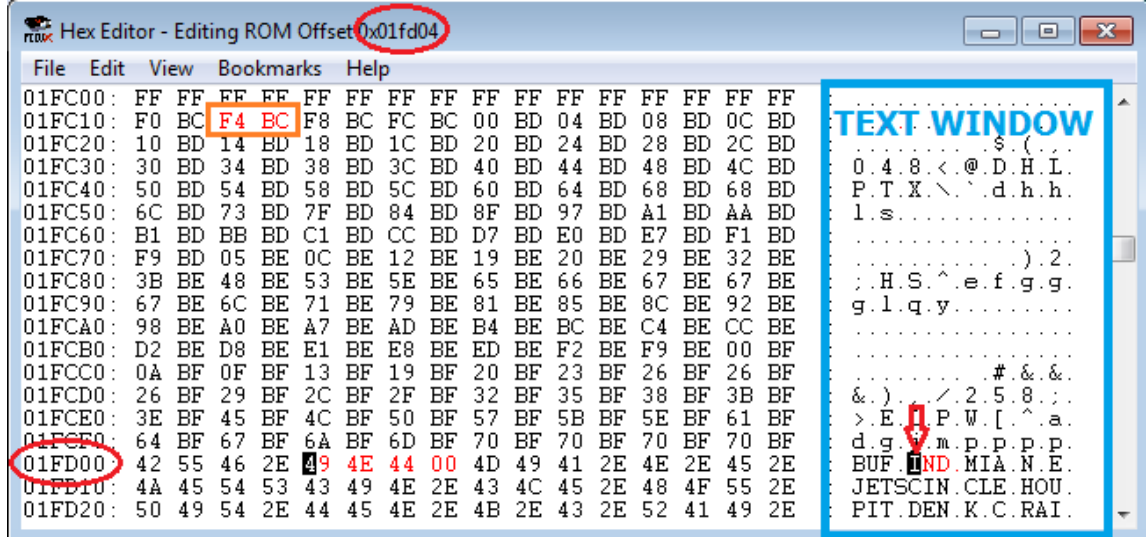 Hex Editor - Editing ROM Offset 0x01fd04
File Edit View Bookmarks Help
01FC00: FF FF FF FF FF FF FF FF FF FF FF FF FF FF FF FF : ................
01FC10: F0 BC F4 BC F8 BC FC BC 00 BD 04 BD 08 BD 0C BD : TEXT WINDOW
01FC20: 10 BD 14 BD 18 BD 1C BD 20 BD 24 BD 28 BD 2C BD : ..........$.(.,.
01FC30: 30 BD 34 BD 38 BD 3C BD 40 BD 44 BD 48 BD 4C BD : 0.4.8.<.@.D.H.L.
01FC40: 50 BD 54 BD 58 BD 5C BD 60 BD 64 BD 68 BD 68 BD : P.T.X.\.`.d.h.h.
01FC50: 6C BD 73 BD 7F BD 84 BD 8F BD 97 BD A1 BD AA BD : l.s.............
01FC60: B1 BD BB BD C1 BD CC BD D7 BD E0 BD E7 BD F1 BD : ................
01FC70: F9 BD 05 BE 0C BE 12 BE 19 BE 20 BE 29 BE 32 BE : ............).2.
01FC80: 3B BE 48 BE 53 BE 5E BE 65 BE 66 BE 67 BE 67 BE : ;.H.S.^.e.f.g.g.
01FC90: 67 BE 6C BE 71 BE 79 BE 81 BE 85 BE 8C BE 92 BE : g.l.q.y.........
01FCA0: 98 BE A0 BE A7 BE AD BE B4 BE BC BE C4 BE CC BE : ................
01FCB0: D2 BE D8 BE E1 BE E8 BE ED BE F2 BE F9 BE 00 BF : ................
01FCC0: 0A BF 0F BF 13 BF 19 BF 20 BF 23 BF 26 BF 26 BF : ..........#.&.&.
01FCD0: 26 BF 29 BF 2C BF 2F BF 32 BF 35 BF 38 BF 3B BF : &.).,./.2.5.8.;.
01FCE0: 3E BF 45 BF 4C BF 50 BF 57 BF 5B BF 5E BF 61 BF : >.E. P.W.[.^.a.
01FCF0: 64 BF 67 BF 6A BF 6D BF 70 BF 70 BF 70 BF 70 BF : d.g. m.p.p.p.p.
01FD00: 42 55 46 2E 49 4E 44 00 4D 49 41 2E 4E 2E 45 2E : BUF.IND.MIA.N.E.
01FD10: 4A 45 54 53 43 49 4E 2E 43 4C 45 2E 48 4F 55 2E : JETSCIN.CLE.HOU.
01FD20: 50 49 54 2E 44 45 4E 2E 4B 2E 43 2E 52 41 49 2E : PIT.DEN.K.C.RAI.